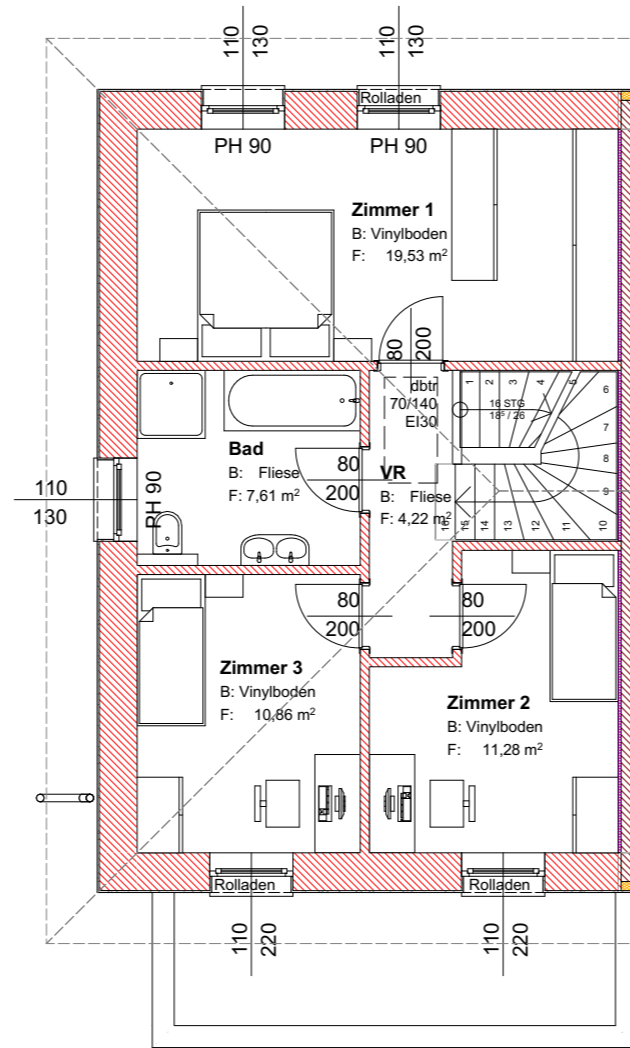 110
130
110
130
Rolladen
PH 90
PH 90
Zimmer 1
B: Vinylboden
F: 19,53 m²
80
200
dbtr
70/140
EI30
1
2
3
4
5
6
7
8
9
10
11
12
13
14
15
16
16 STG
18⁵ / 26
Bad
B: Fliese
F: 7,61 m²
80
200
VR
B: Fliese
F: 4,22 m²
110
130
PH 90
80
200
80
200
Zimmer 3
B: Vinylboden
F: 10,86 m²
Zimmer 2
B: Vinylboden
F: 11,28 m²
Rolladen
Rolladen
110
220
110
220